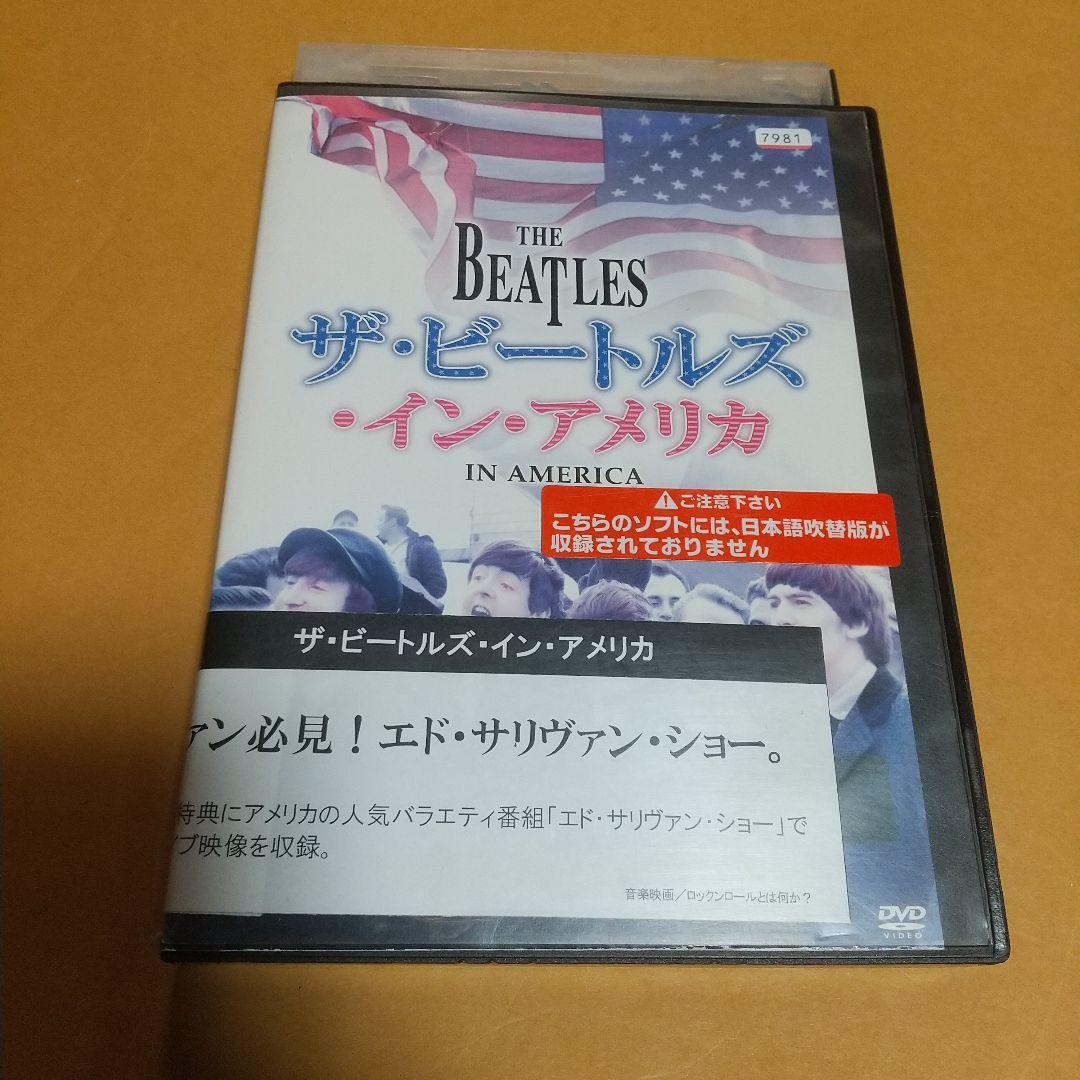 7981
THE
BEATLES
ザ・ビートルズ
・イン・アメリカ
IN AMERICA
ご注意下さい
こちらのソフトには、日本語吹替版が
収録されておりません
ザ・ビートルズ・イン・アメリカ
ァン必見！エド・サリヴァン・ショー。
特典にアメリカの人気バラエティ番組「エド・サリヴァン・ショー」で
イブ映像を収録。
音楽映画／ロックンロールとは何か？
DVD
VIDEO